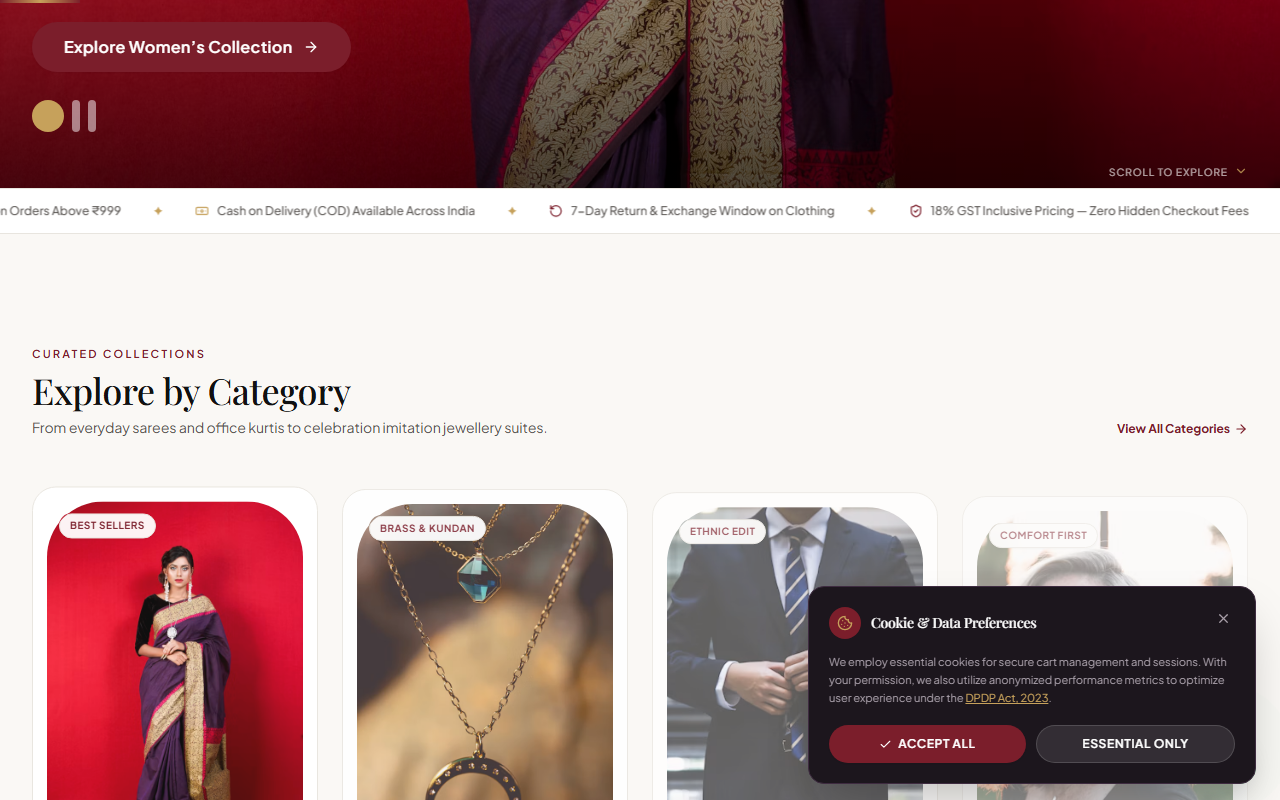 Explore Women’s Collection
SCROLL TO EXPLORE
n Orders Above ₹999 ✦ Cash on Delivery (COD) Available Across India ✦ 7–Day Return & Exchange Window on Clothing ✦ 18% GST Inclusive Pricing — Zero Hidden Checkout Fees
CURATED COLLECTIONS
Explore by Category
From everyday sarees and office kurtis to celebration imitation jewellery suites.
View All Categories →
BEST SELLERS
BRASS & KUNDAN
ETHNIC EDIT
COMFORT FIRST
Cookie & Data Preferences
We employ essential cookies for secure cart management and sessions. With
your permission, we also utilize anonymized performance metrics to optimize
user experience under the DPDP Act, 2023.
ACCEPT ALL
ESSENTIAL ONLY